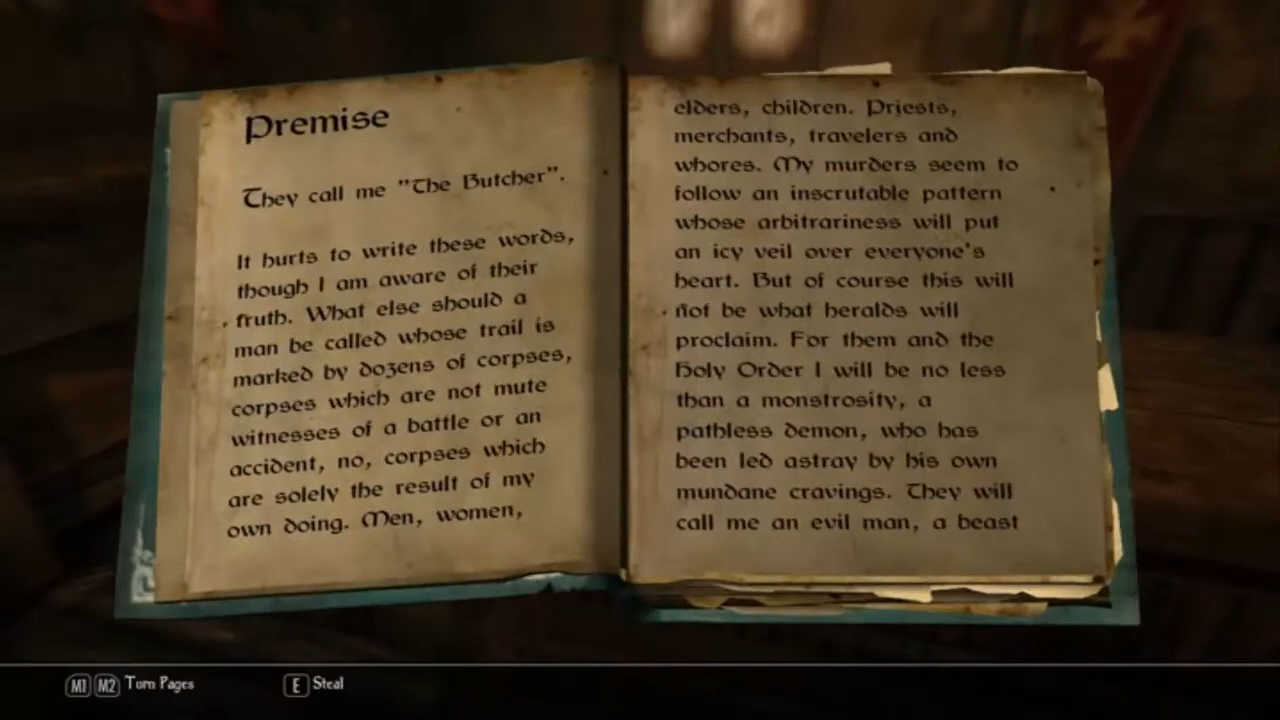 Premise
They call me "The Butcher".
It hurts to write these words,
though I am aware of their
truth. What else should a
man be called whose trail is
marked by dozens of corpses,
corpses which are not mute
witnesses of a battle or an
accident, no, corpses which
are solely the result of my
own doing. Men, women,
elders, children. Priests,
merchants, travelers and
whores. My murders seem to
follow an inscrutable pattern
whose arbitrariness will put
an icy veil over everyone's
heart. But of course this will
not be what heralds will
proclaim. For them and the
Holy Order I will be no less
than a monstrosity, a
pathless demon, who has
been led astray by his own
mundane cravings. They will
call me an evil man, a beast
M1 M2 Turn Pages E Steal